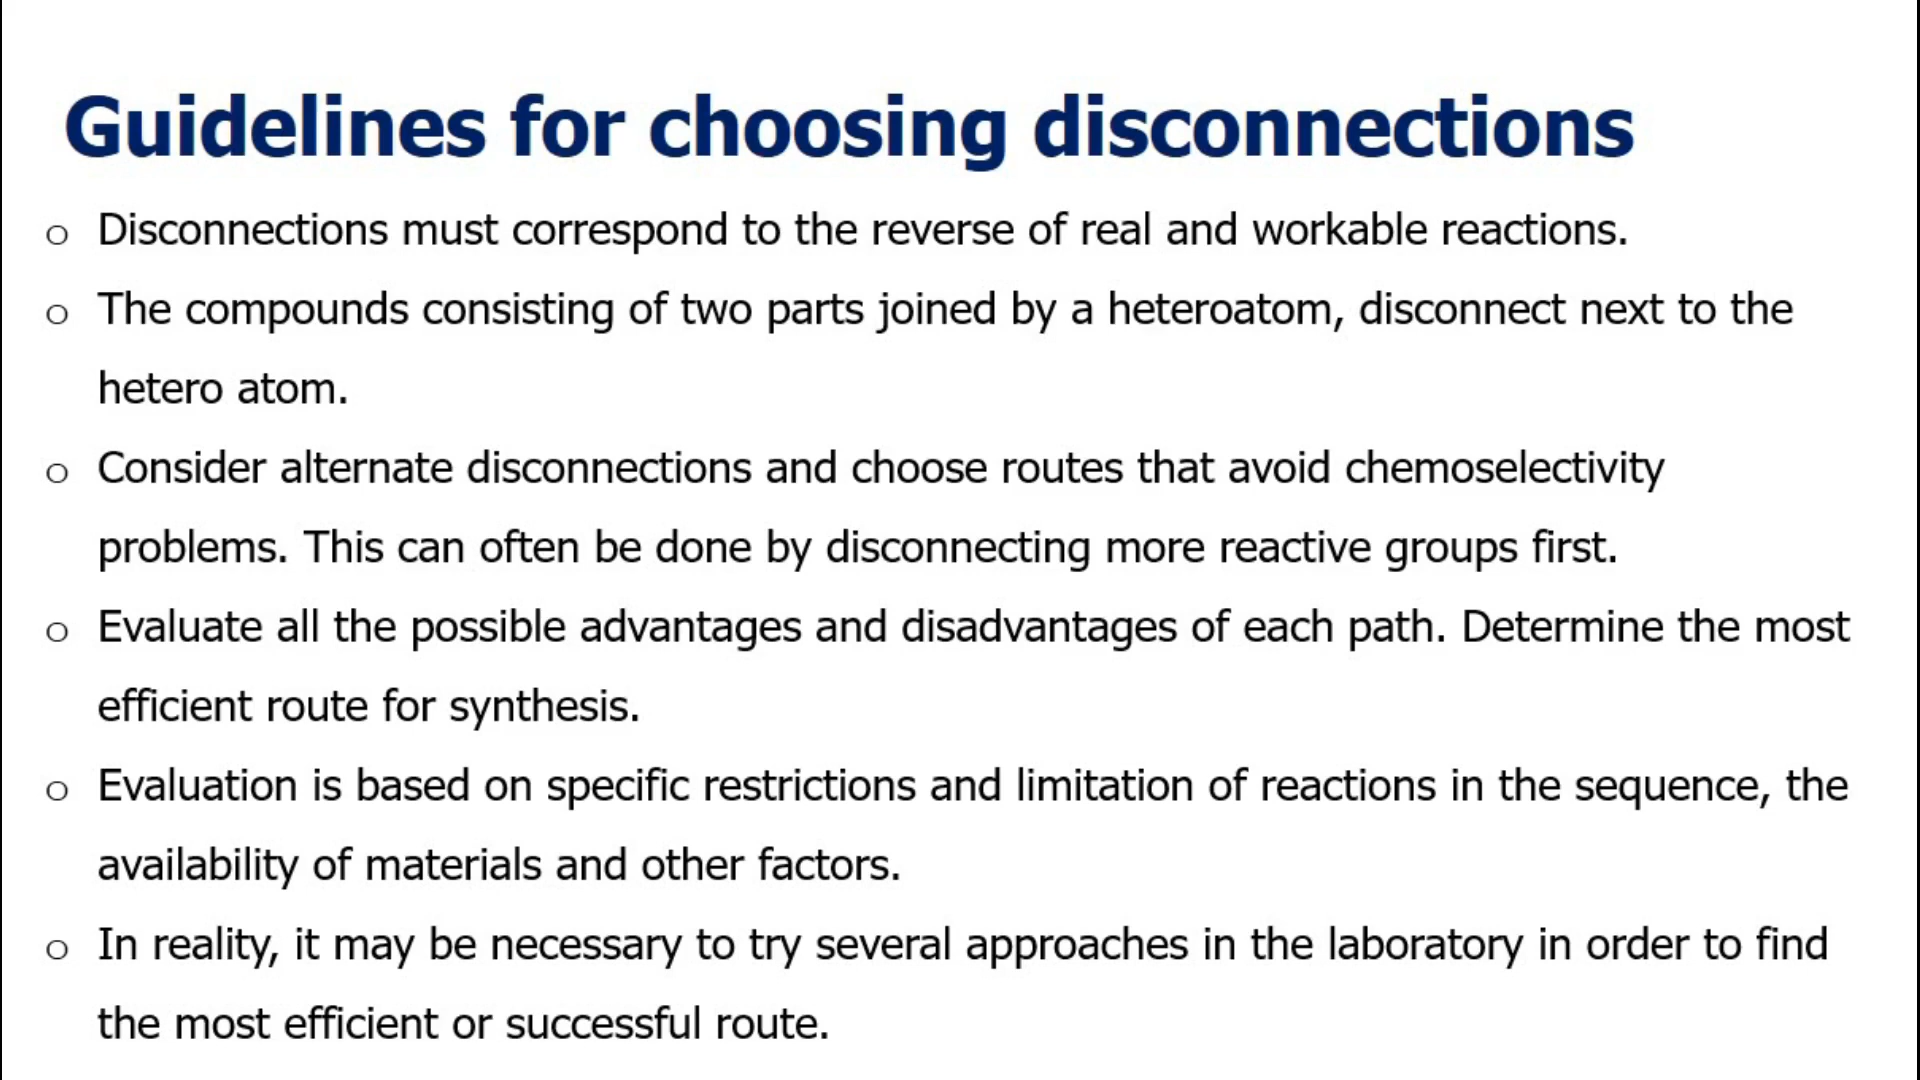 Guidelines for choosing disconnections
o Disconnections must correspond to the reverse of real and workable reactions.
o The compounds consisting of two parts joined by a heteroatom, disconnect next to the
hetero atom.
o Consider alternate disconnections and choose routes that avoid chemoselectivity
problems. This can often be done by disconnecting more reactive groups first.
o Evaluate all the possible advantages and disadvantages of each path. Determine the most
efficient route for synthesis.
o Evaluation is based on specific restrictions and limitation of reactions in the sequence, the
availability of materials and other factors.
o In reality, it may be necessary to try several approaches in the laboratory in order to find
the most efficient or successful route.